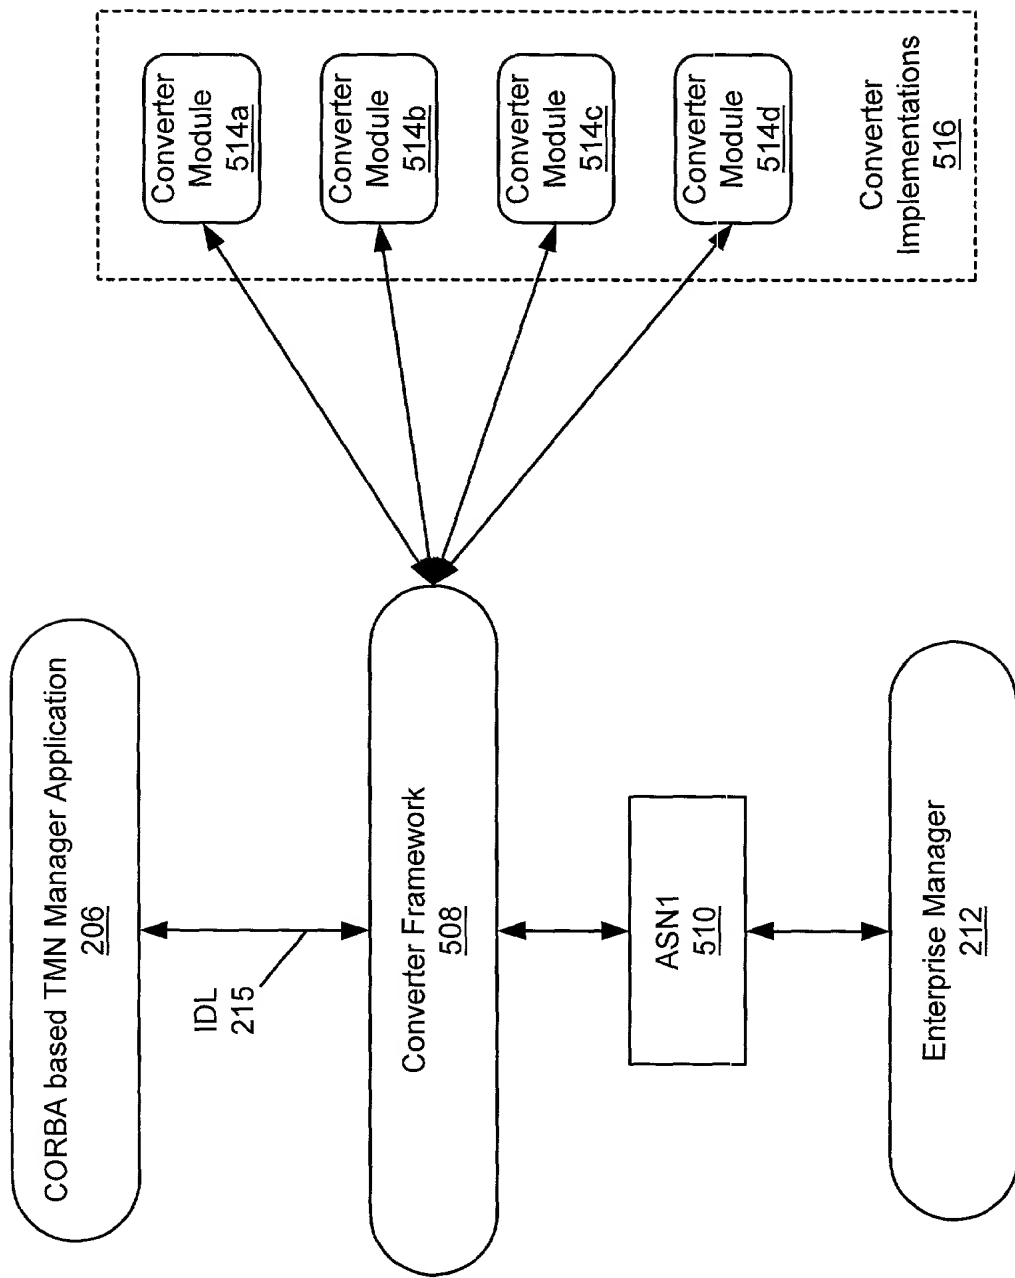 CORBA based TMN Manager Application
206
IDL
215
Converter Framework
508
ASN1
510
Enterprise Manager
212
Converter
Module
514a
Converter
Module
514b
Converter
Module
514c
Converter
Module
514d
Converter
Implementations
516